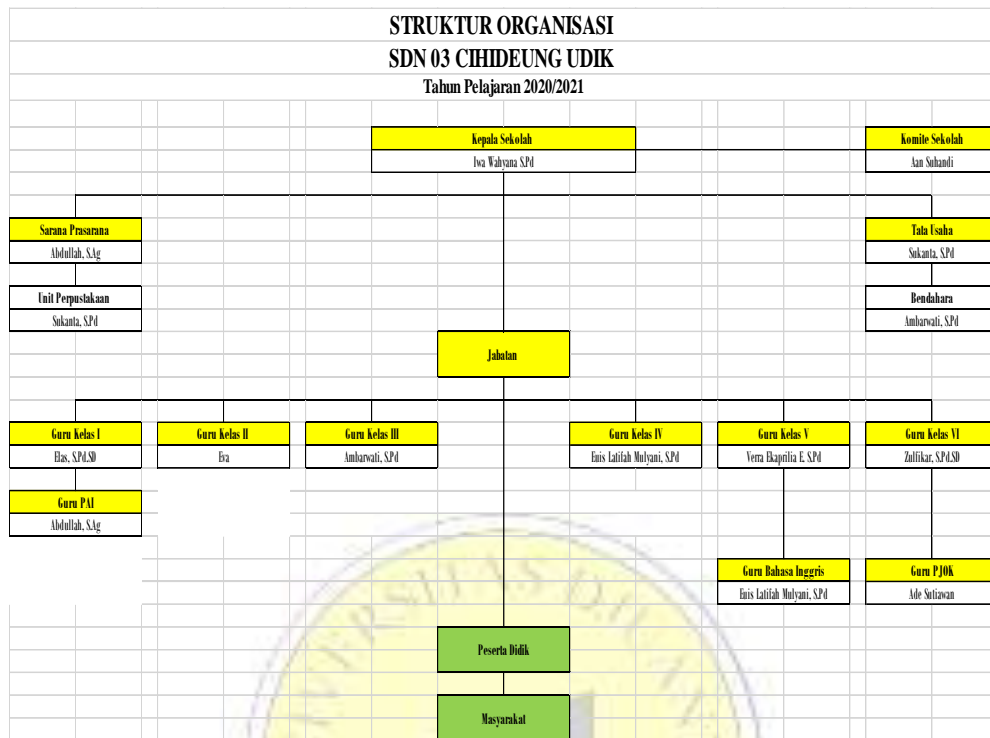 STRUKTUR ORGANISASI
SDN 03 CIHIDEUNG UDIK
Tahun Pelajaran 2020/2021
Kepala Sekolah
Iwa Wahyana S.Pd
Komite Sekolah
Aan Suhandi
Sarana Prasarana
Abdullah, S.Ag
Tata Usaha
Sukanta, S.Pd
Unit Perpustakaan
Sukanta, S.Pd
Bendahara
Ambarwati, S.Pd
Jabatan
Guru Kelas I
Elas, S.Pd.SD
Guru Kelas II
Eva
Guru Kelas III
Ambarwati, S.Pd
Guru Kelas IV
Euis Latifah Mulyani, S.Pd
Guru Kelas V
Verra Ekaprilia E. S.Pd
Guru Kelas VI
Zulfikar, S.Pd.SD
Guru PAI
Abdullah, S.Ag
Guru Bahasa Inggris
Euis Latifah Mulyani, S.Pd
Guru PJOK
Ade Sutiawan
Peserta Didik
Masyarakat